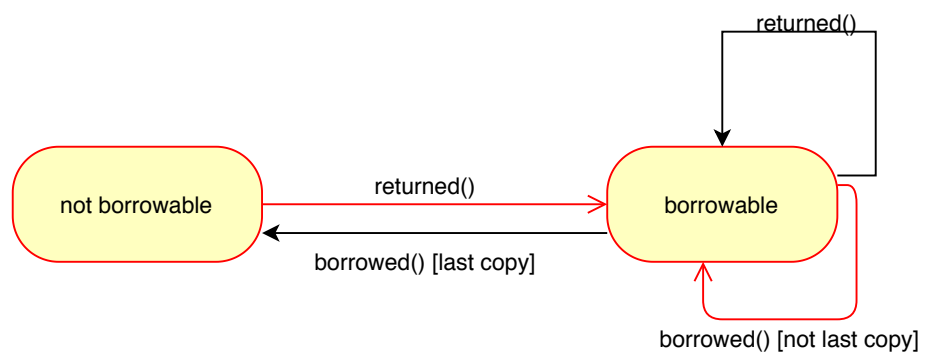 returned()
not borrowable
returned()
borrowable
borrowed() [last copy]
borrowed() [not last copy]